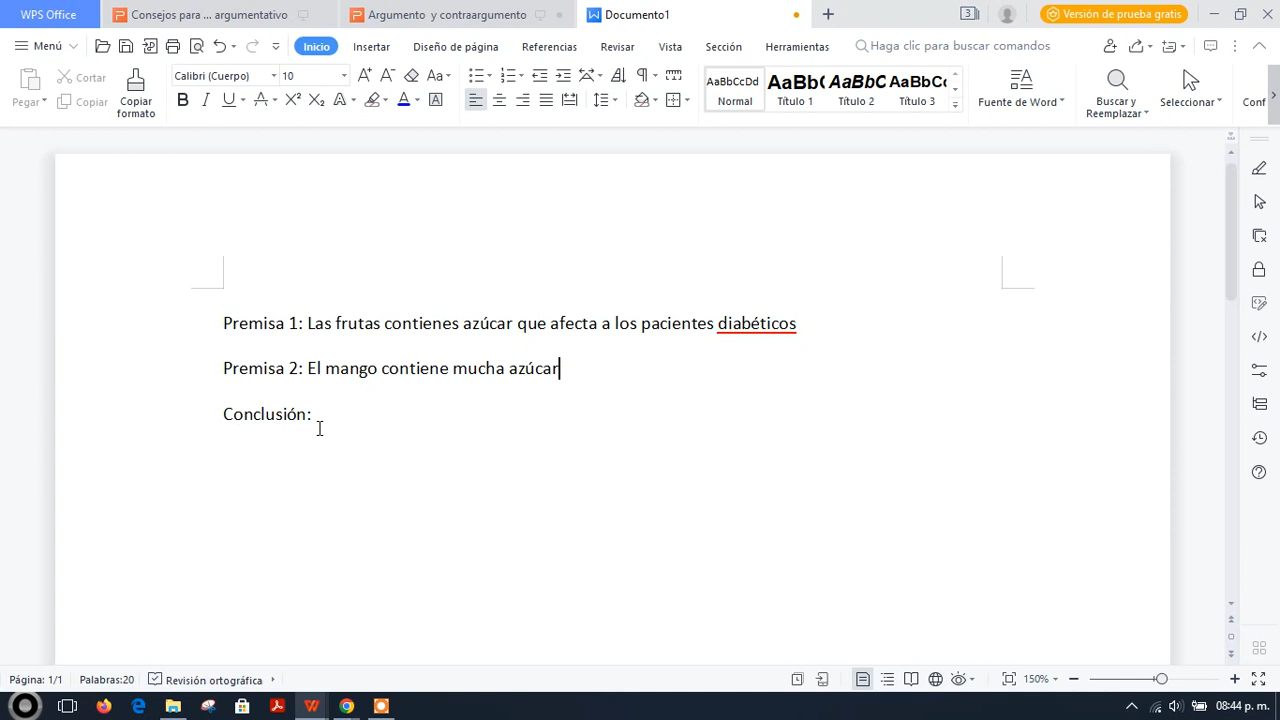 WPS Office
Consejos para ... argumentativo
Argumento y contraargumento
Documento1
Versión de prueba gratis
Menú
Inicio
Insertar
Diseño de página
Referencias
Revisar
Vista
Sección
Herramientas
Haga clic para buscar comandos
Pegar
Cortar
Copiar
Copiar formato
Calibri (Cuerpo)
10
AaBbCcDd
Normal
AaBb(
Título 1
AaBbC
Título 2
AaBbCc
Título 3
Fuente de Word
Buscar y Reemplazar
Seleccionar
Conf
Premisa 1: Las frutas contienes azúcar que afecta a los pacientes diabéticos
Premisa 2: El mango contiene mucha azúcar
Conclusión:
Página: 1/1
Palabras:20
Revisión ortográfica
150%
08:44 p. m.